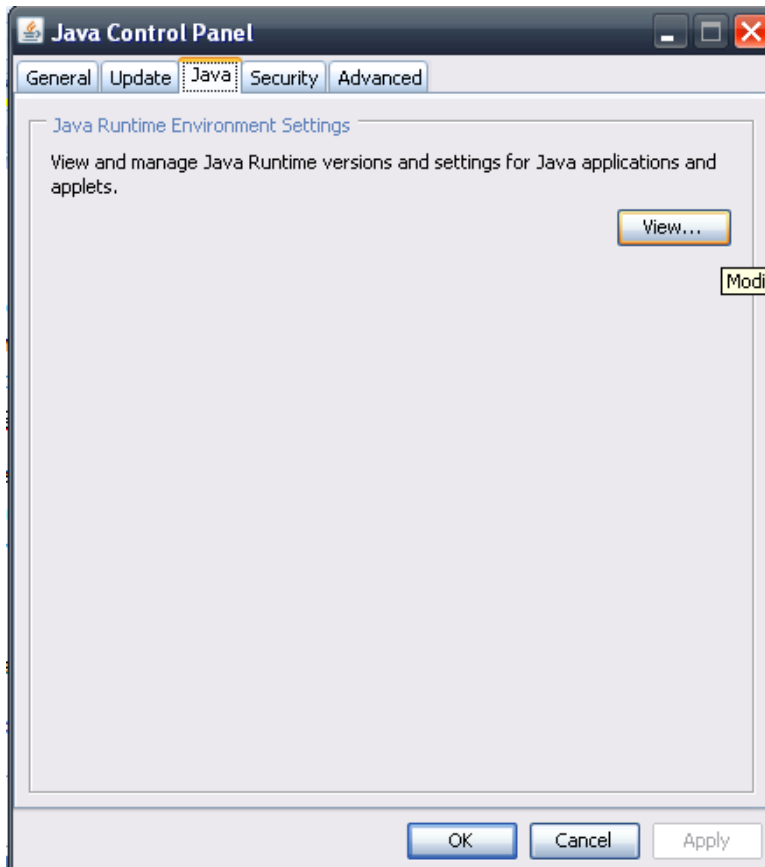 Java Control Panel
General Update Java Security Advanced
Java Runtime Environment Settings
View and manage Java Runtime versions and settings for Java applications and
applets.
View...
Modi
OK Cancel Apply